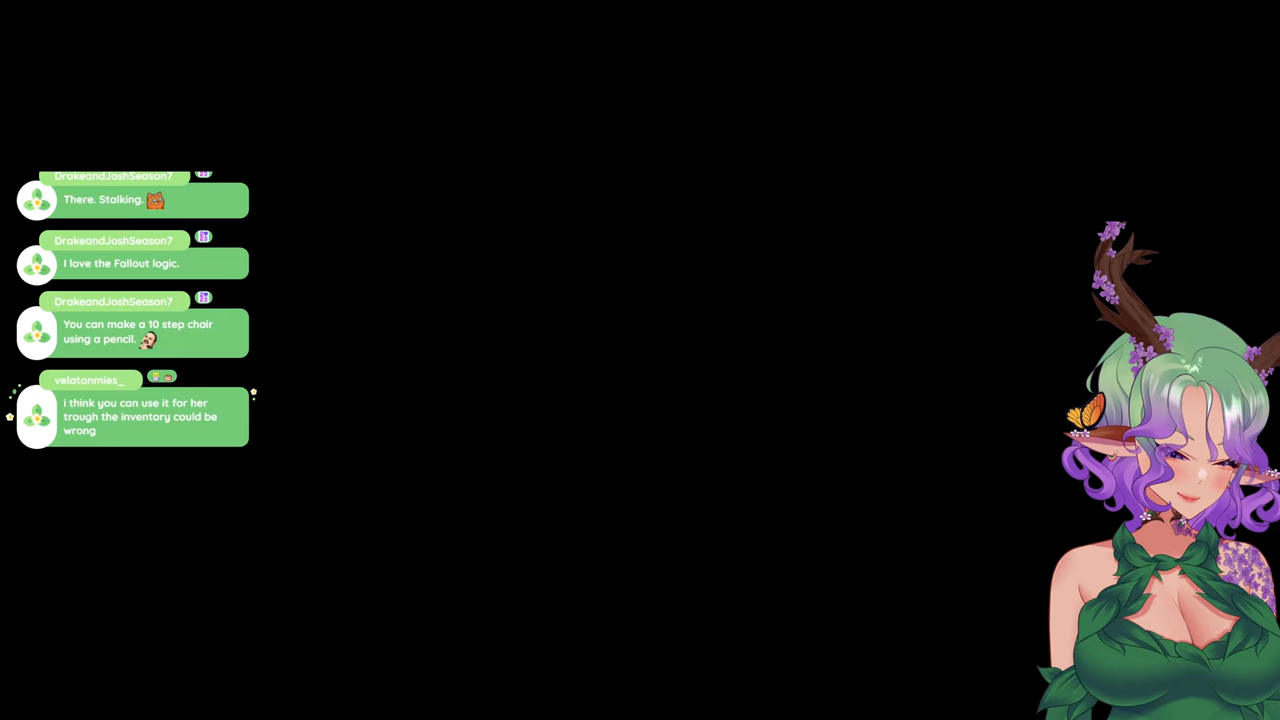 DrakeandJoshSeason7
There. Stalking.
DrakeandJoshSeason7
I love the Fallout logic.
DrakeandJoshSeason7
You can make a 10 step chair
using a pencil.
velatonmies_
i think you can use it for her
trough the inventory could be
wrong